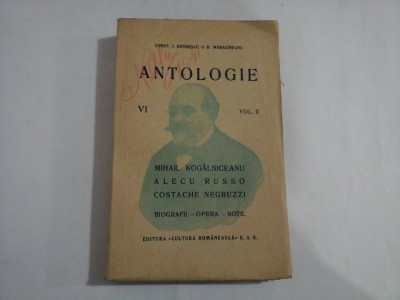 CONST. I. BONDESCU și D. MARACINEANU
ANTOLOGIE
VI
VOL. II
MIHAIL KOGĂLNICEANU
ALECU RUSSO
COSTACHE NEGRUZZI
BIOGRAFII. - OPERA - NOTE.
EDITURA «CULTURA ROMÂNEASCĂ» S. A. R.